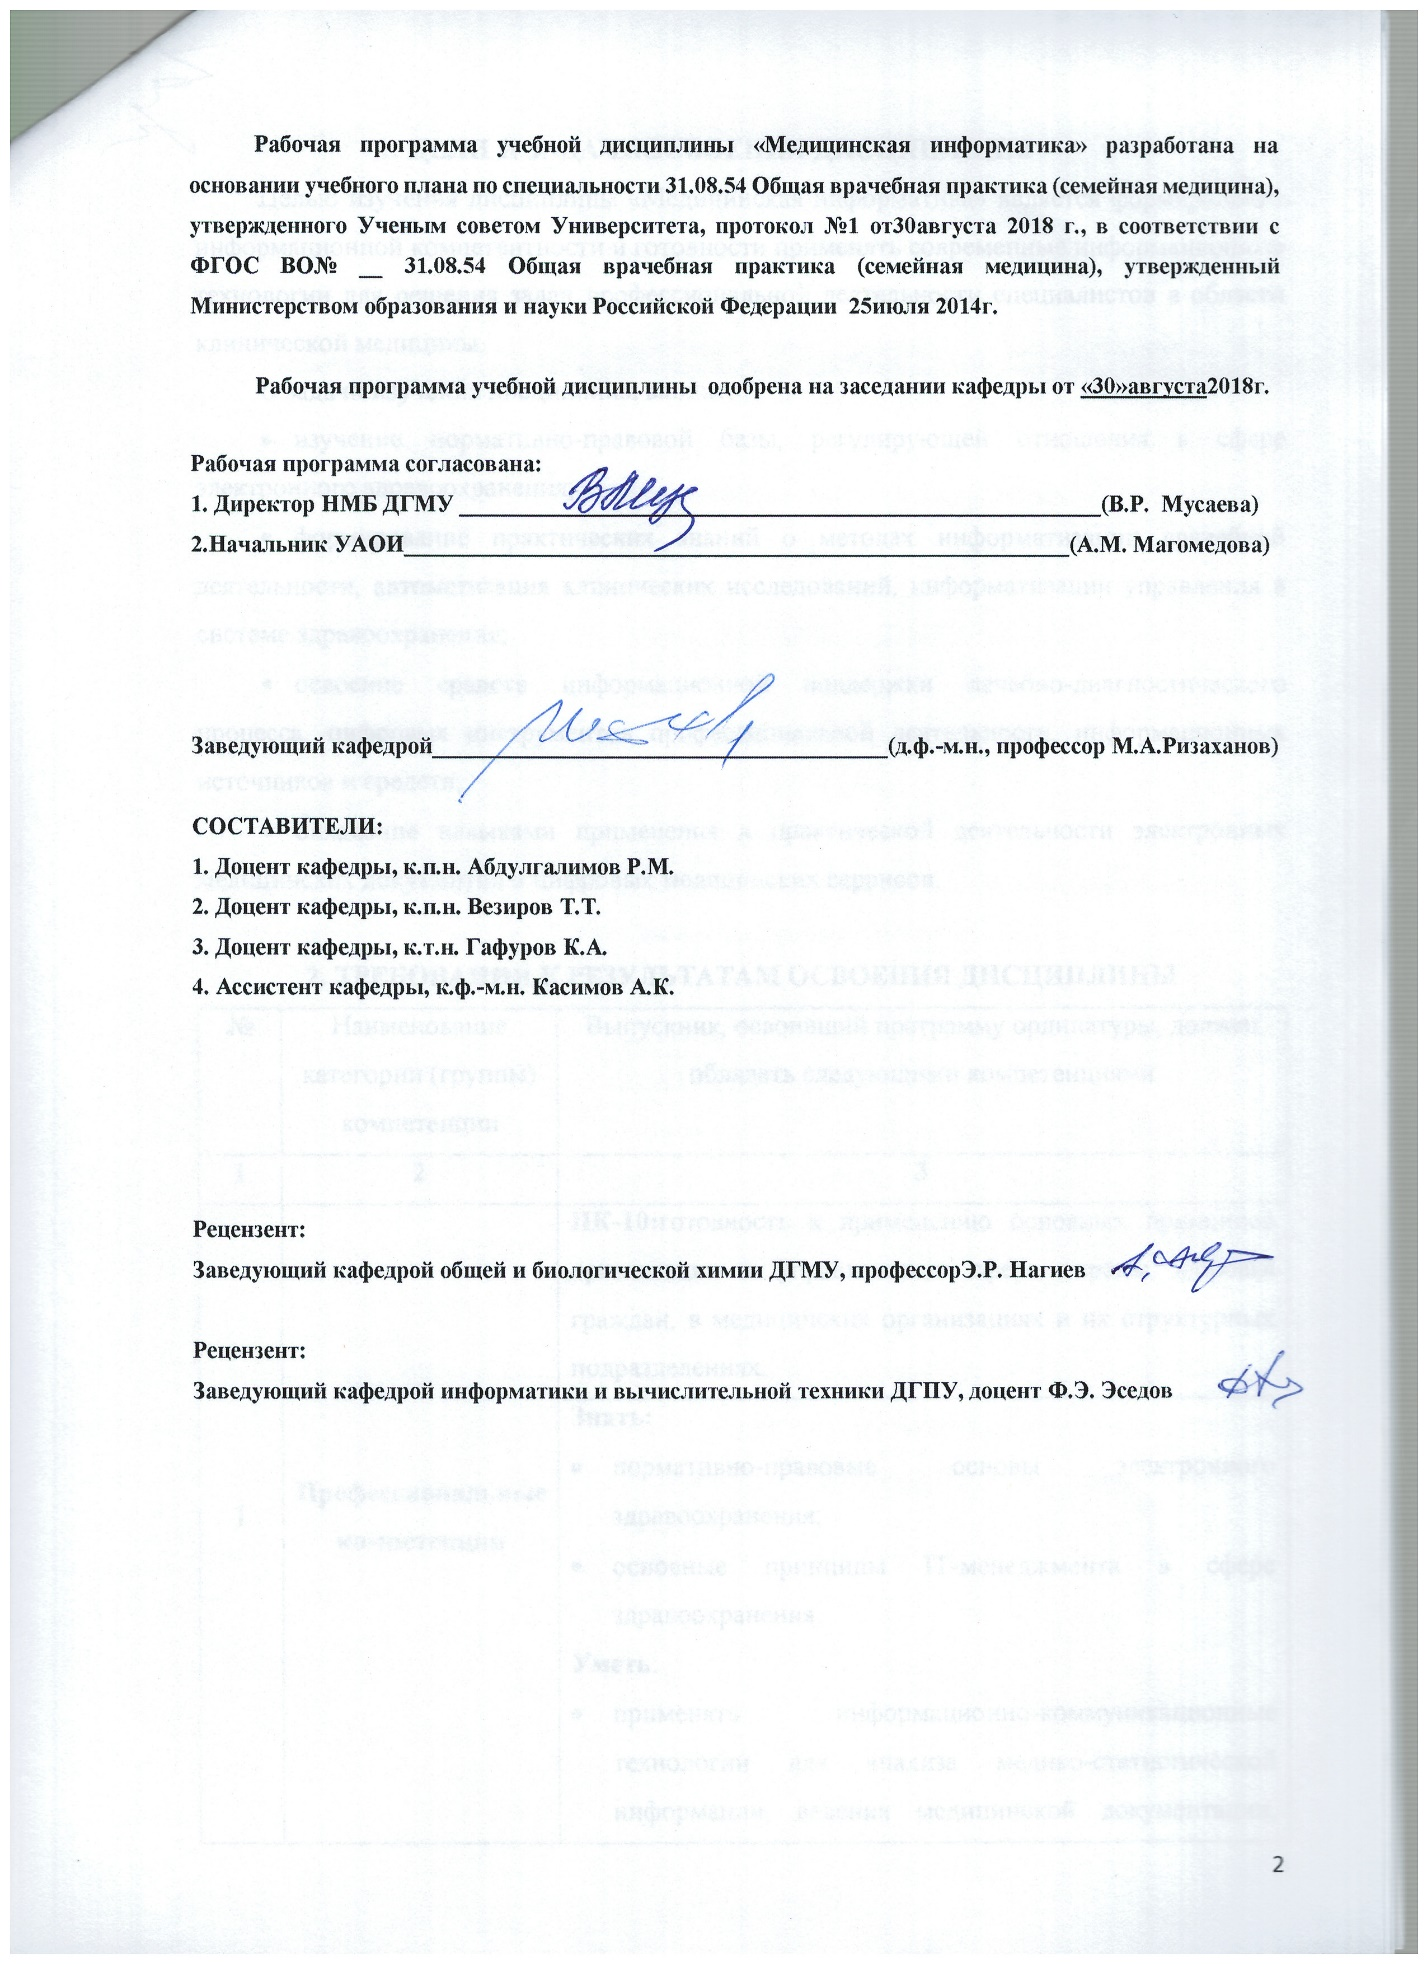 Рабочая программа учебной дисциплины «Медицинская информатика» разработана на
основании учебного плана по специальности 31.08.54 Общая врачебная практика (семейная медицина),
утвержденного Ученым советом Университета, протокол №1 от30августа 2018 г., в соответствии с
ФГОС ВО№ __ 31.08.54 Общая врачебная практика (семейная медицина), утвержденный
Министерством образования и науки Российской Федерации 25июля 2014г.
Рабочая программа учебной дисциплины одобрена на заседании кафедры от «30»августа2018г.
Рабочая программа согласована:
1. Директор НМБ ДГМУ ______ (В.Р. Мусаева)
2.Начальник УАОИ______(А.М. Магомедова)
Заведующий кафедрой______(д.ф.-м.н., профессор М.А.Ризаханов)
СОСТАВИТЕЛИ:
1. Доцент кафедры, к.п.н. Абдулгалимов Р.М.
2. Доцент кафедры, к.п.н. Везиров Т.Т.
3. Доцент кафедры, к.т.н. Гафуров К.А.
4. Ассистент кафедры, к.ф.-м.н. Касимов А.К.
Рецензент:
Заведующий кафедрой общей и биологической химии ДГМУ, профессорЭ.Р. Нагиев
Рецензент:
Заведующий кафедрой информатики и вычислительной техники ДГПУ, доцент Ф.Э. Эседов
2